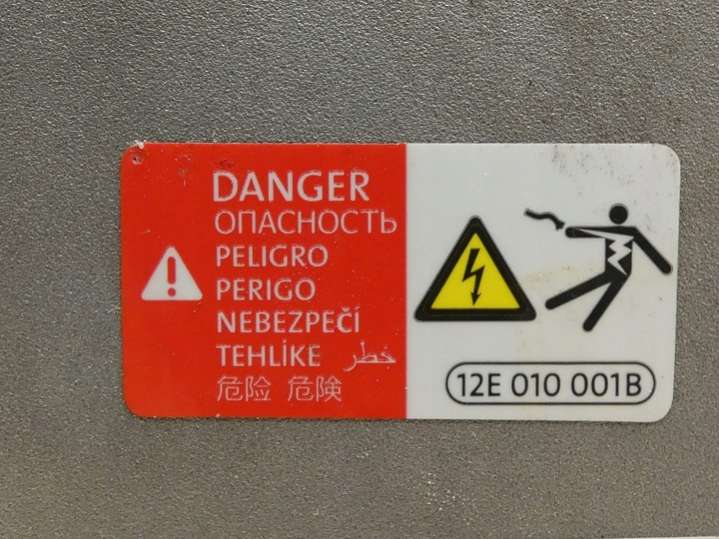 DANGER
ОПАСНОСТЬ
PELIGRO
PERIGO
NEBEZPEČÍ
TEHLİKE خطر
危险 危険
12E 010 001B